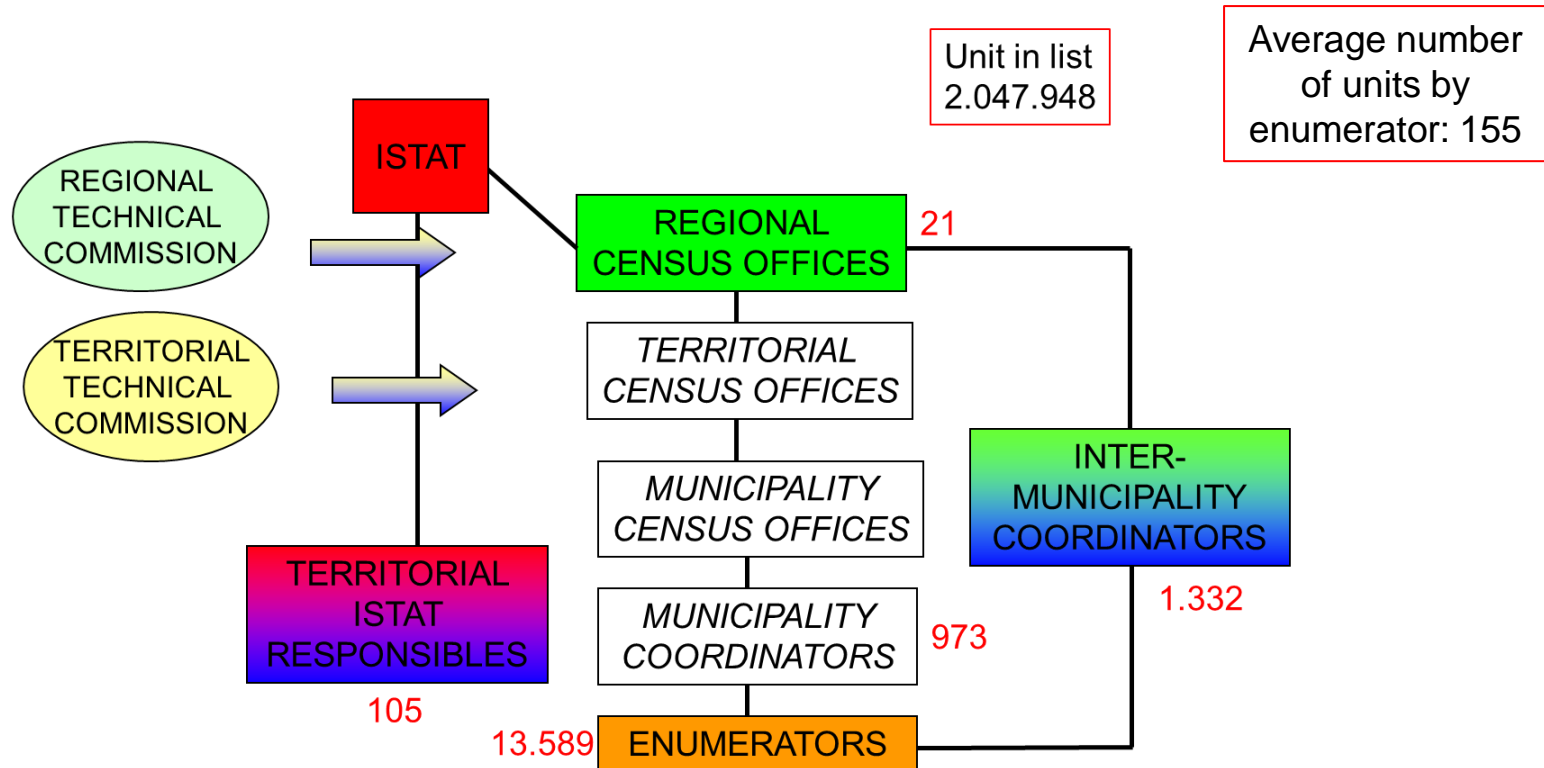 Unit in list
2.047.948
Average number
of units by
enumerator: 155
ISTAT
REGIONAL
TECHNICAL
COMMISSION
REGIONAL
CENSUS OFFICES
21
TERRITORIAL
TECHNICAL
COMMISSION
TERRITORIAL
CENSUS OFFICES
MUNICIPALITY
CENSUS OFFICES
INTER-
MUNICIPALITY
COORDINATORS
1.332
TERRITORIAL
ISTAT
RESPONSIBLES
105
MUNICIPALITY
COORDINATORS
973
13.589
ENUMERATORS